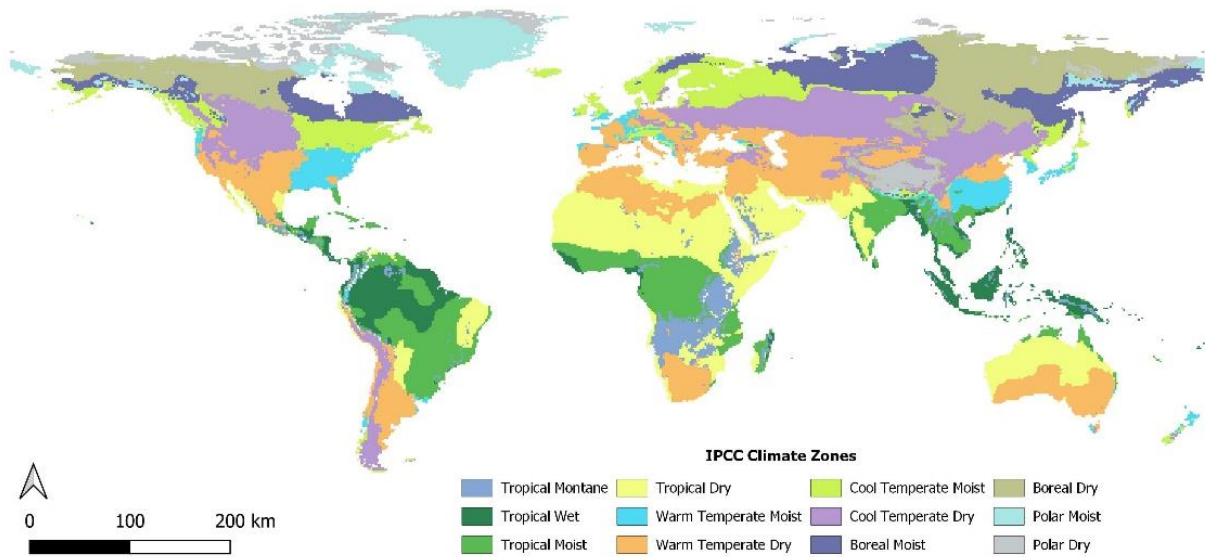 IPCC Climate Zones
Tropical Montane Tropical Dry Cool Temperate Moist Boreal Dry
Tropical Wet Warm Temperate Moist Cool Temperate Dry Polar Moist
Tropical Moist Warm Temperate Dry Boreal Moist Polar Dry
0 100 200 km